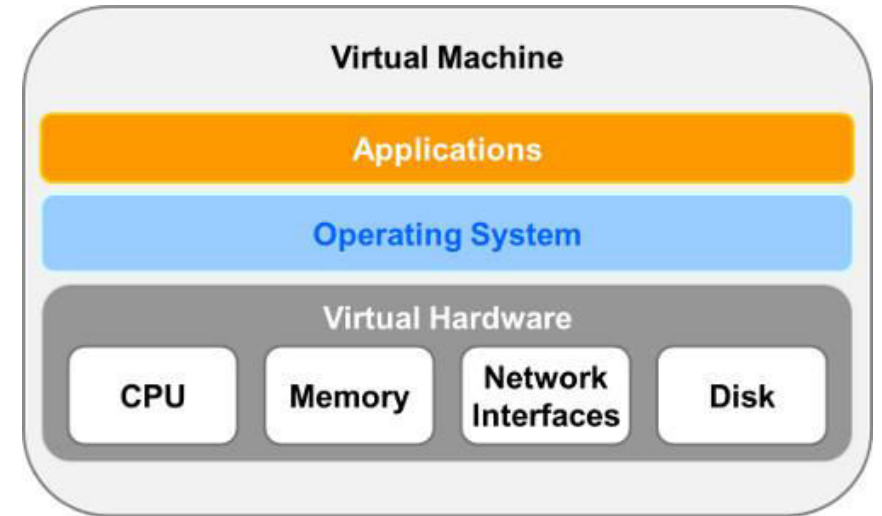 Virtual Machine
Applications
Operating System
Virtual Hardware
CPU
Memory
Network
Interfaces
Disk